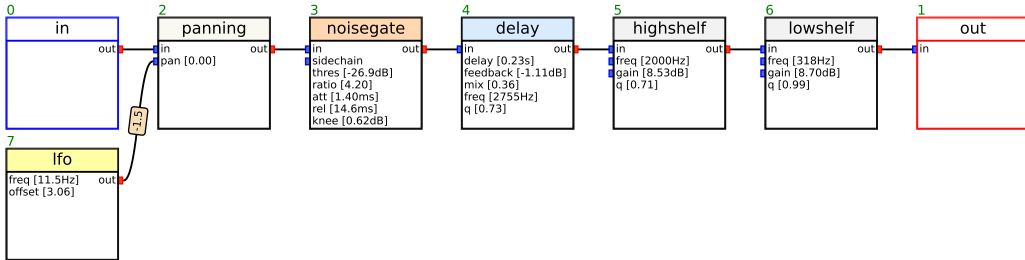 0
in
out
2
panning
in
out
pan [0.00]
3
noisegate
in
out
sidechain
thres [-26.9dB]
ratio [4.20]
att [1.40ms]
rel [14.6ms]
knee [0.62dB]
4
delay
in
out
delay [0.23s]
feedback [-1.11dB]
mix [0.36]
freq [2755Hz]
q [0.73]
5
highshelf
in
out
freq [2000Hz]
gain [8.53dB]
q [0.71]
6
lowshelf
in
out
freq [318Hz]
gain [8.70dB]
q [0.99]
1
out
in
-1.5
7
lfo
freq [11.5Hz]
out
offset [3.06]